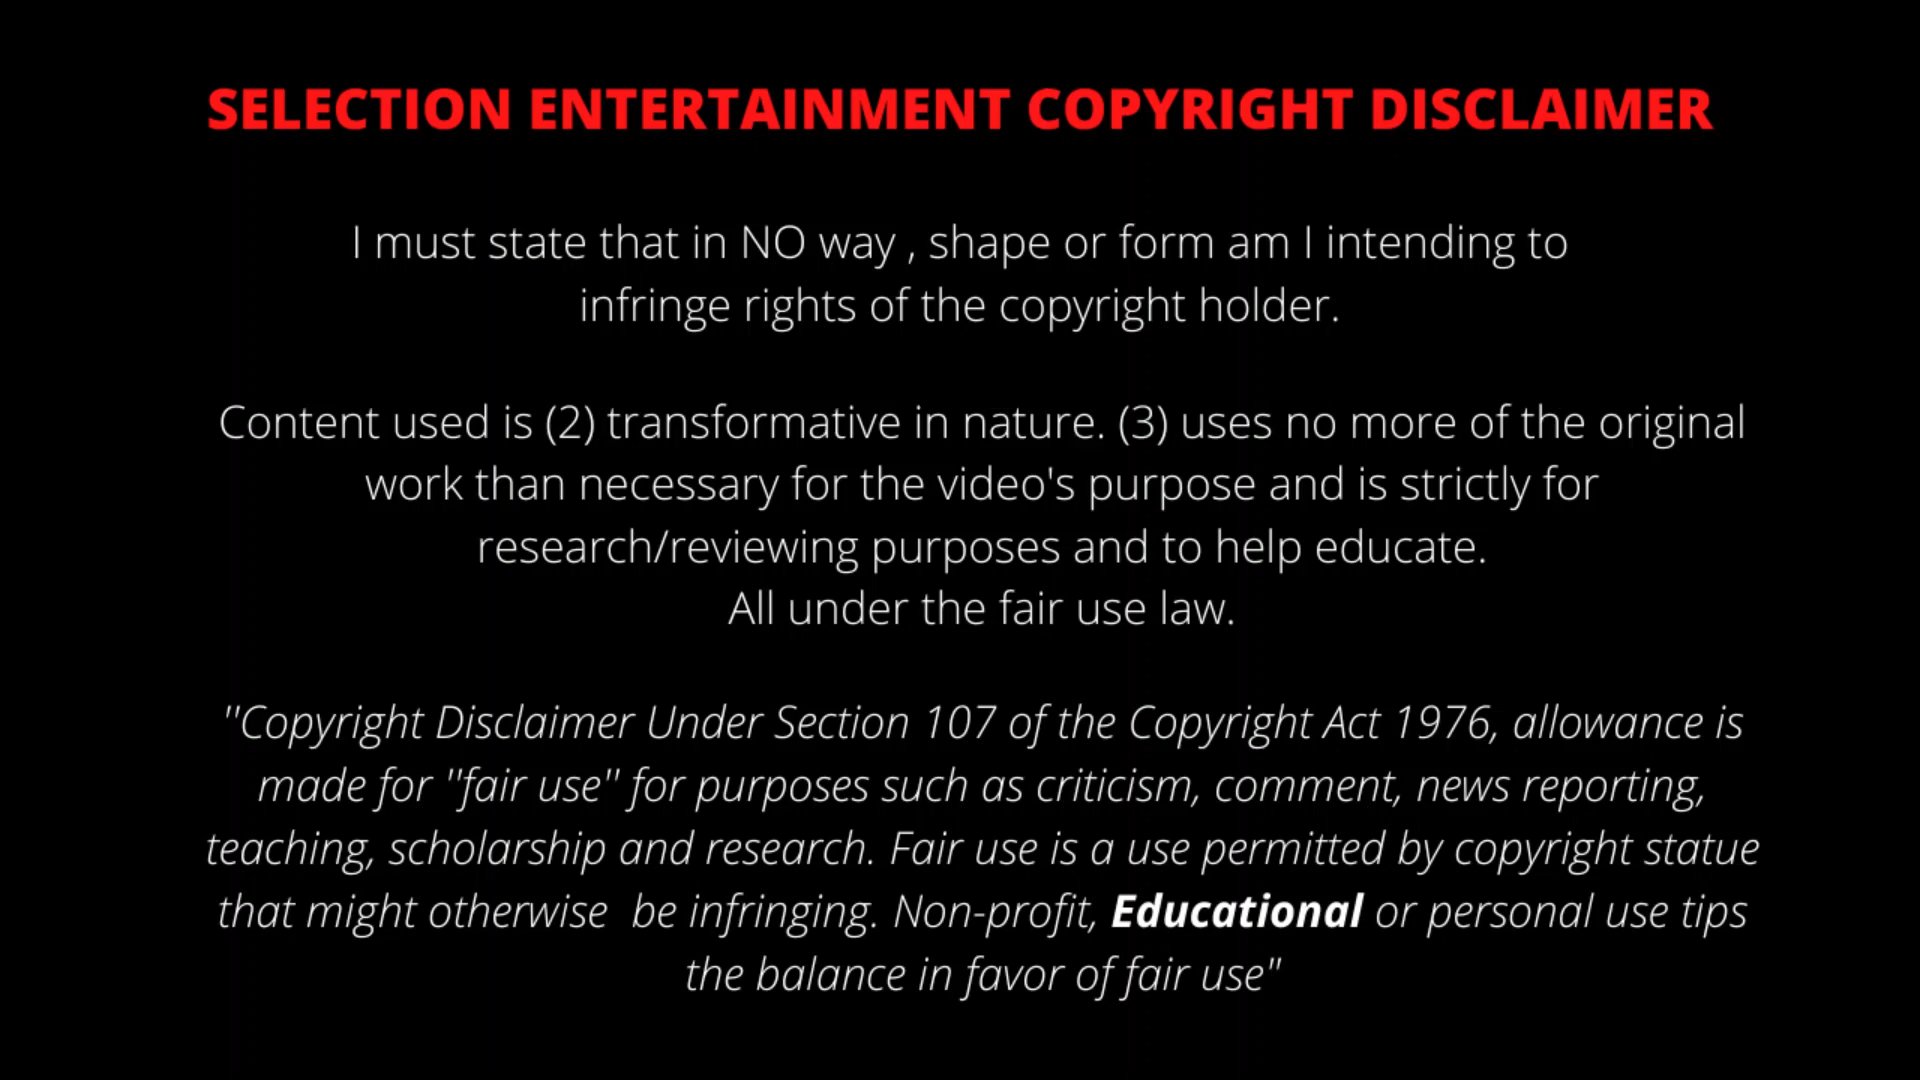 SELECTION ENTERTAINMENT COPYRIGHT DISCLAIMER
I must state that in NO way , shape or form am I intending to
infringe rights of the copyright holder.
Content used is (2) transformative in nature. (3) uses no more of the original
work than necessary for the video's purpose and is strictly for
research/reviewing purposes and to help educate.
All under the fair use law.
"Copyright Disclaimer Under Section 107 of the Copyright Act 1976, allowance is
made for "fair use" for purposes such as criticism, comment, news reporting,
teaching, scholarship and research. Fair use is a use permitted by copyright statue
that might otherwise  be infringing. Non-profit, Educational or personal use tips
the balance in favor of fair use"